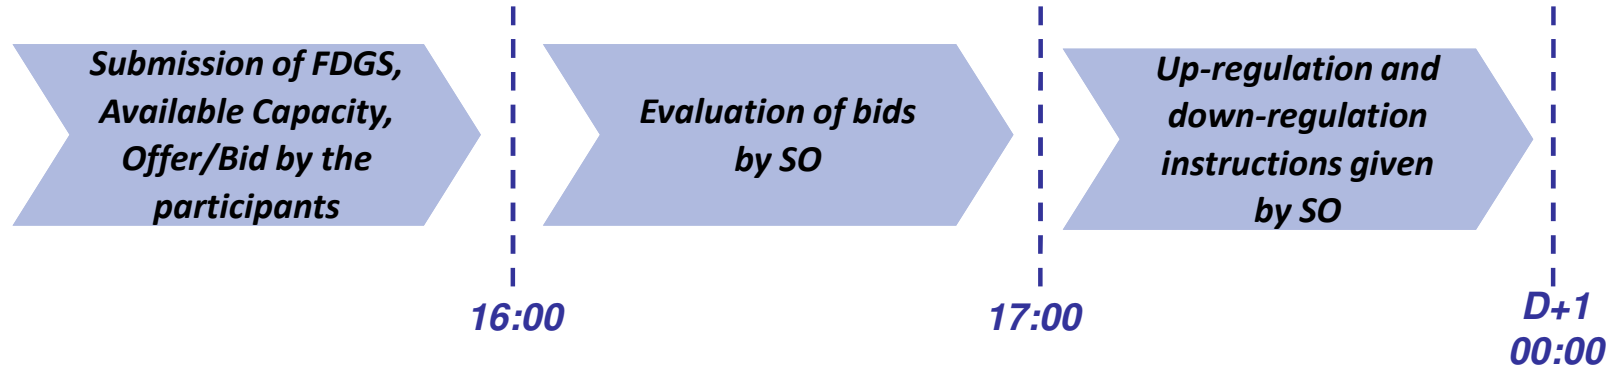 Submission of FDGS,
Available Capacity,
Offer/Bid by the
participants
Evaluation of bids
by SO
Up-regulation and
down-regulation
instructions given
by SO
16:00
17:00
D+1
00:00